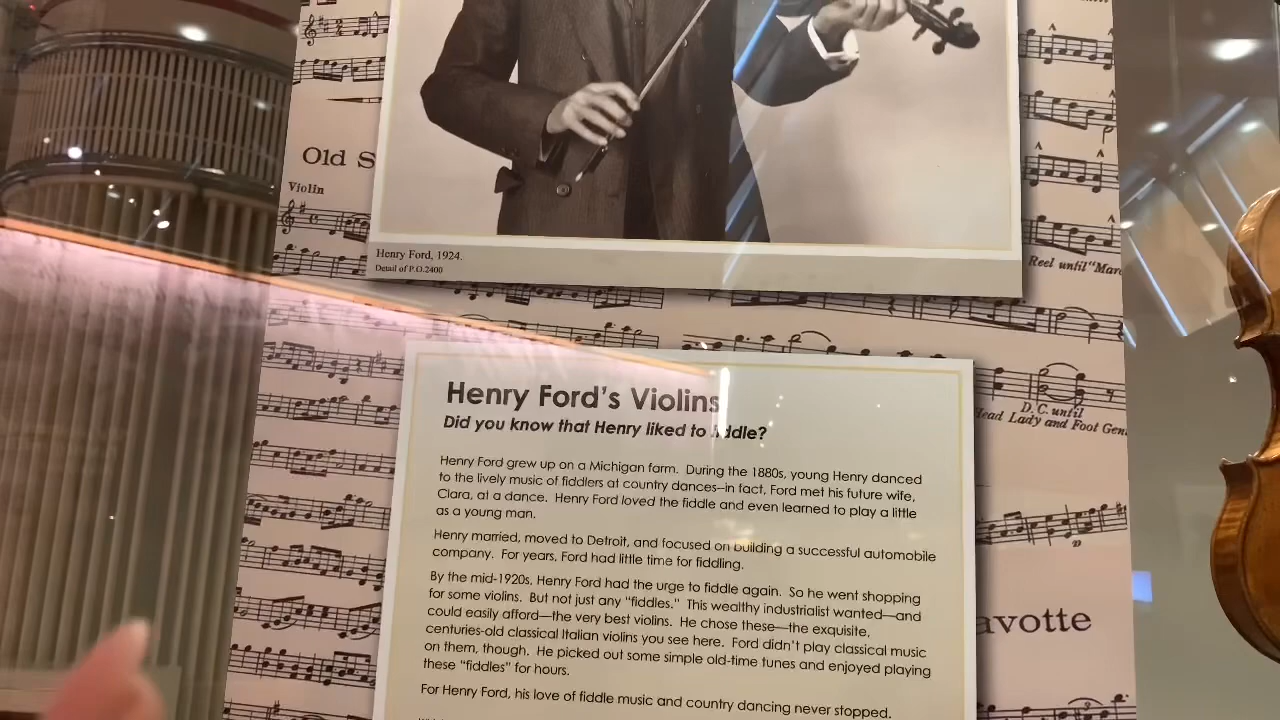 Old S
Violin
Henry Ford, 1924.
Detail of P.O.2400
Reel until "Mar
D.C. until
Head Lady and Foot Gen
avotte
Henry Ford's Violins
Did you know that Henry liked to fiddle?
Henry Ford grew up on a Michigan farm. During the 1880s, young Henry danced
to the lively music of fiddlers at country dances–in fact, Ford met his future wife,
Clara, at a dance. Henry Ford loved the fiddle and even learned to play a little
as a young man.
Henry married, moved to Detroit, and focused on building a successful automobile
company. For years, Ford had little time for fiddling.
By the mid-1920s, Henry Ford had the urge to fiddle again. So he went shopping
for some violins. But not just any "fiddles." This wealthy industrialist wanted—and
could easily afford—the very best violins. He chose these—the exquisite,
centuries-old classical Italian violins you see here. Ford didn't play classical music
on them, though. He picked out some simple old-time tunes and enjoyed playing
these "fiddles" for hours.
For Henry Ford, his love of fiddle music and country dancing never stopped.